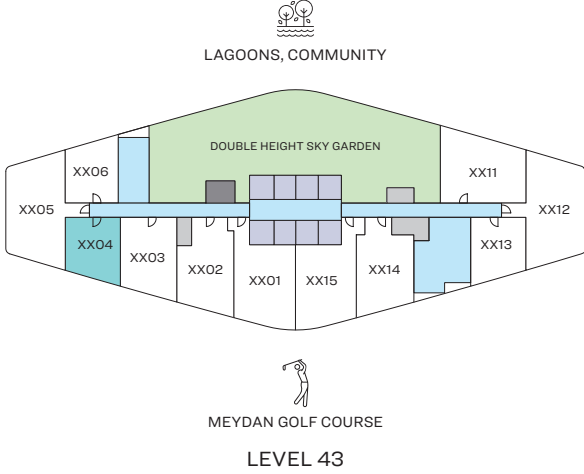 LAGOONS, COMMUNITY
DOUBLE HEIGHT SKY GARDEN
XX06
XX11
XX05
XX12
XX04
XX03
XX02
XX01
XX15
XX14
XX13
MEYDAN GOLF COURSE
LEVEL 43